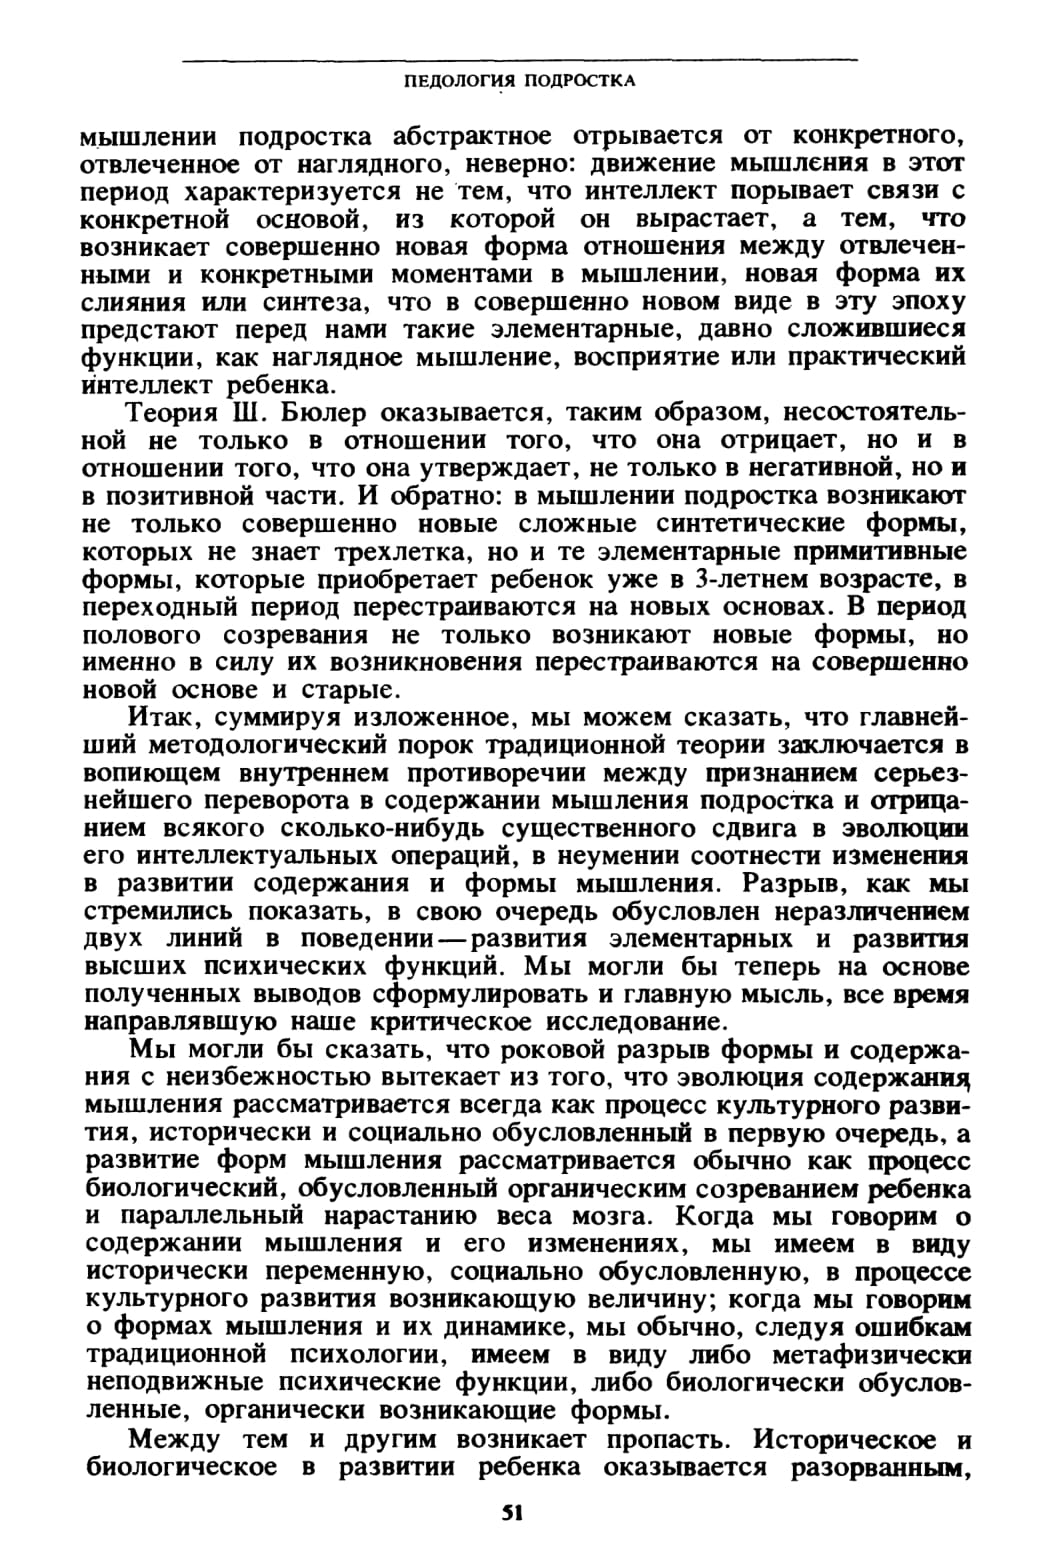 ПЕДОЛОГИЯ ПОДРОСТКА
мышлении подростка абстрактное отрывается от конкретного,
отвлеченное от наглядного, неверно: движение мышления в этот
период характеризуется не тем, что интеллект порывает связи с
конкретной основой, из которой он вырастает, а тем, что
возникает совершенно новая форма отношения между отвлечен-
ными и конкретными моментами в мышлении, новая форма их
слияния или синтеза, что в совершенно новом виде в эту эпоху
предстают перед нами такие элементарные, давно сложившиеся
функции, как наглядное мышление, восприятие или практический
интеллект ребенка.
Теория Ш. Бюлер оказывается, таким образом, несостоятель-
ной не только в отношении того, что она отрицает, но и в
отношении того, что она утверждает, не только в негативной, но и
в позитивной части. И обратно: в мышлении подростка возникают
не только совершенно новые сложные синтетические формы,
которых не знает трехлетка, но и те элементарные примитивные
формы, которые приобретает ребенок уже в 3-летнем возрасте, в
переходный период перестраиваются на новых основах. В период
полового созревания не только возникают новые формы, но
именно в силу их возникновения перестраиваются на совершенно
новой основе и старые.
Итак, суммируя изложенное, мы можем сказать, что главней-
ший методологический порок традиционной теории заключается в
вопиющем внутреннем противоречии между признанием серьез-
нейшего переворота в содержании мышления подростка и отрица-
нием всякого сколько-нибудь существенного сдвига в эволюции
его интеллектуальных операций, в неумении соотнести изменения
в развитии содержания и формы мышления. Разрыв, как мы
стремились показать, в свою очередь обусловлен неразличением
двух линий в поведении—развития элементарных и развития
высших психических функций. Мы могли бы теперь на основе
полученных выводов сформулировать и главную мысль, все время
направлявшую наше критическое исследование.
Мы могли бы сказать, что роковой разрыв формы и содержа-
ния с неизбежностью вытекает из того, что эволюция содержания
мышления рассматривается всегда как процесс культурного разви-
тия, исторически и социально обусловленный в первую очередь, а
развитие форм мышления рассматривается обычно как процесс
биологический, обусловленный органическим созреванием ребенка
и параллельный нарастанию веса мозга. Когда мы говорим о
содержании мышления и его изменениях, мы имеем в виду
исторически переменную, социально обусловленную, в процессе
культурного развития возникающую величину; когда мы говорим
о формах мышления и их динамике, мы обычно, следуя ошибкам
традиционной психологии, имеем в виду либо метафизически
неподвижные психические функции, либо биологически обуслов-
ленные, органически возникающие формы.
Между тем и другим возникает пропасть. Историческое и
биологическое в развитии ребенка оказывается разорванным,
51